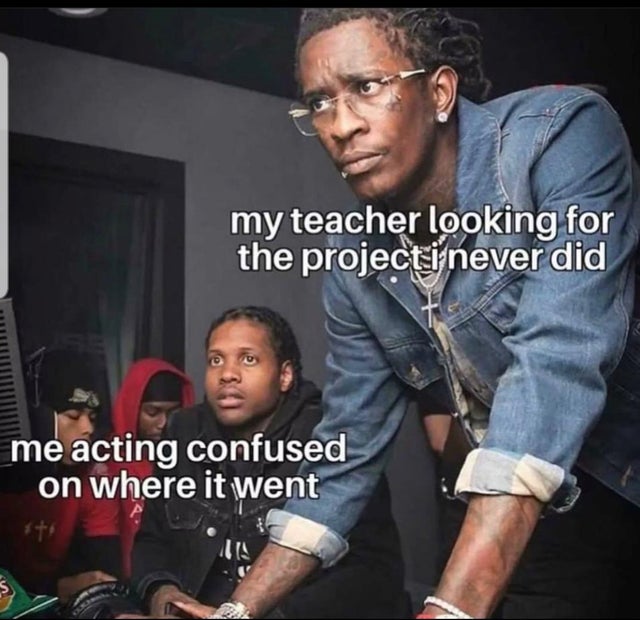 my teacher looking for
the project i never did
me acting confused
on where it went